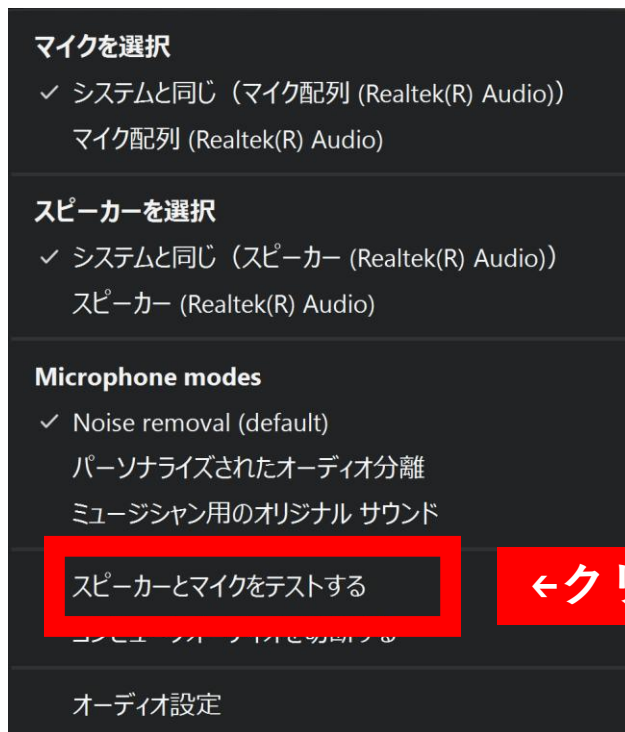 マイクを選択
✓ システムと同じ（マイク配列 (Realtek(R) Audio)）
マイク配列 (Realtek(R) Audio)
スピーカーを選択
✓ システムと同じ（スピーカー (Realtek(R) Audio)）
スピーカー (Realtek(R) Audio)
Microphone modes
✓ Noise removal (default)
パーソナライズされたオーディオ分離
ミュージシャン用のオリジナル サウンド
スピーカーとマイクをテストする
←クリ
オーディオ設定